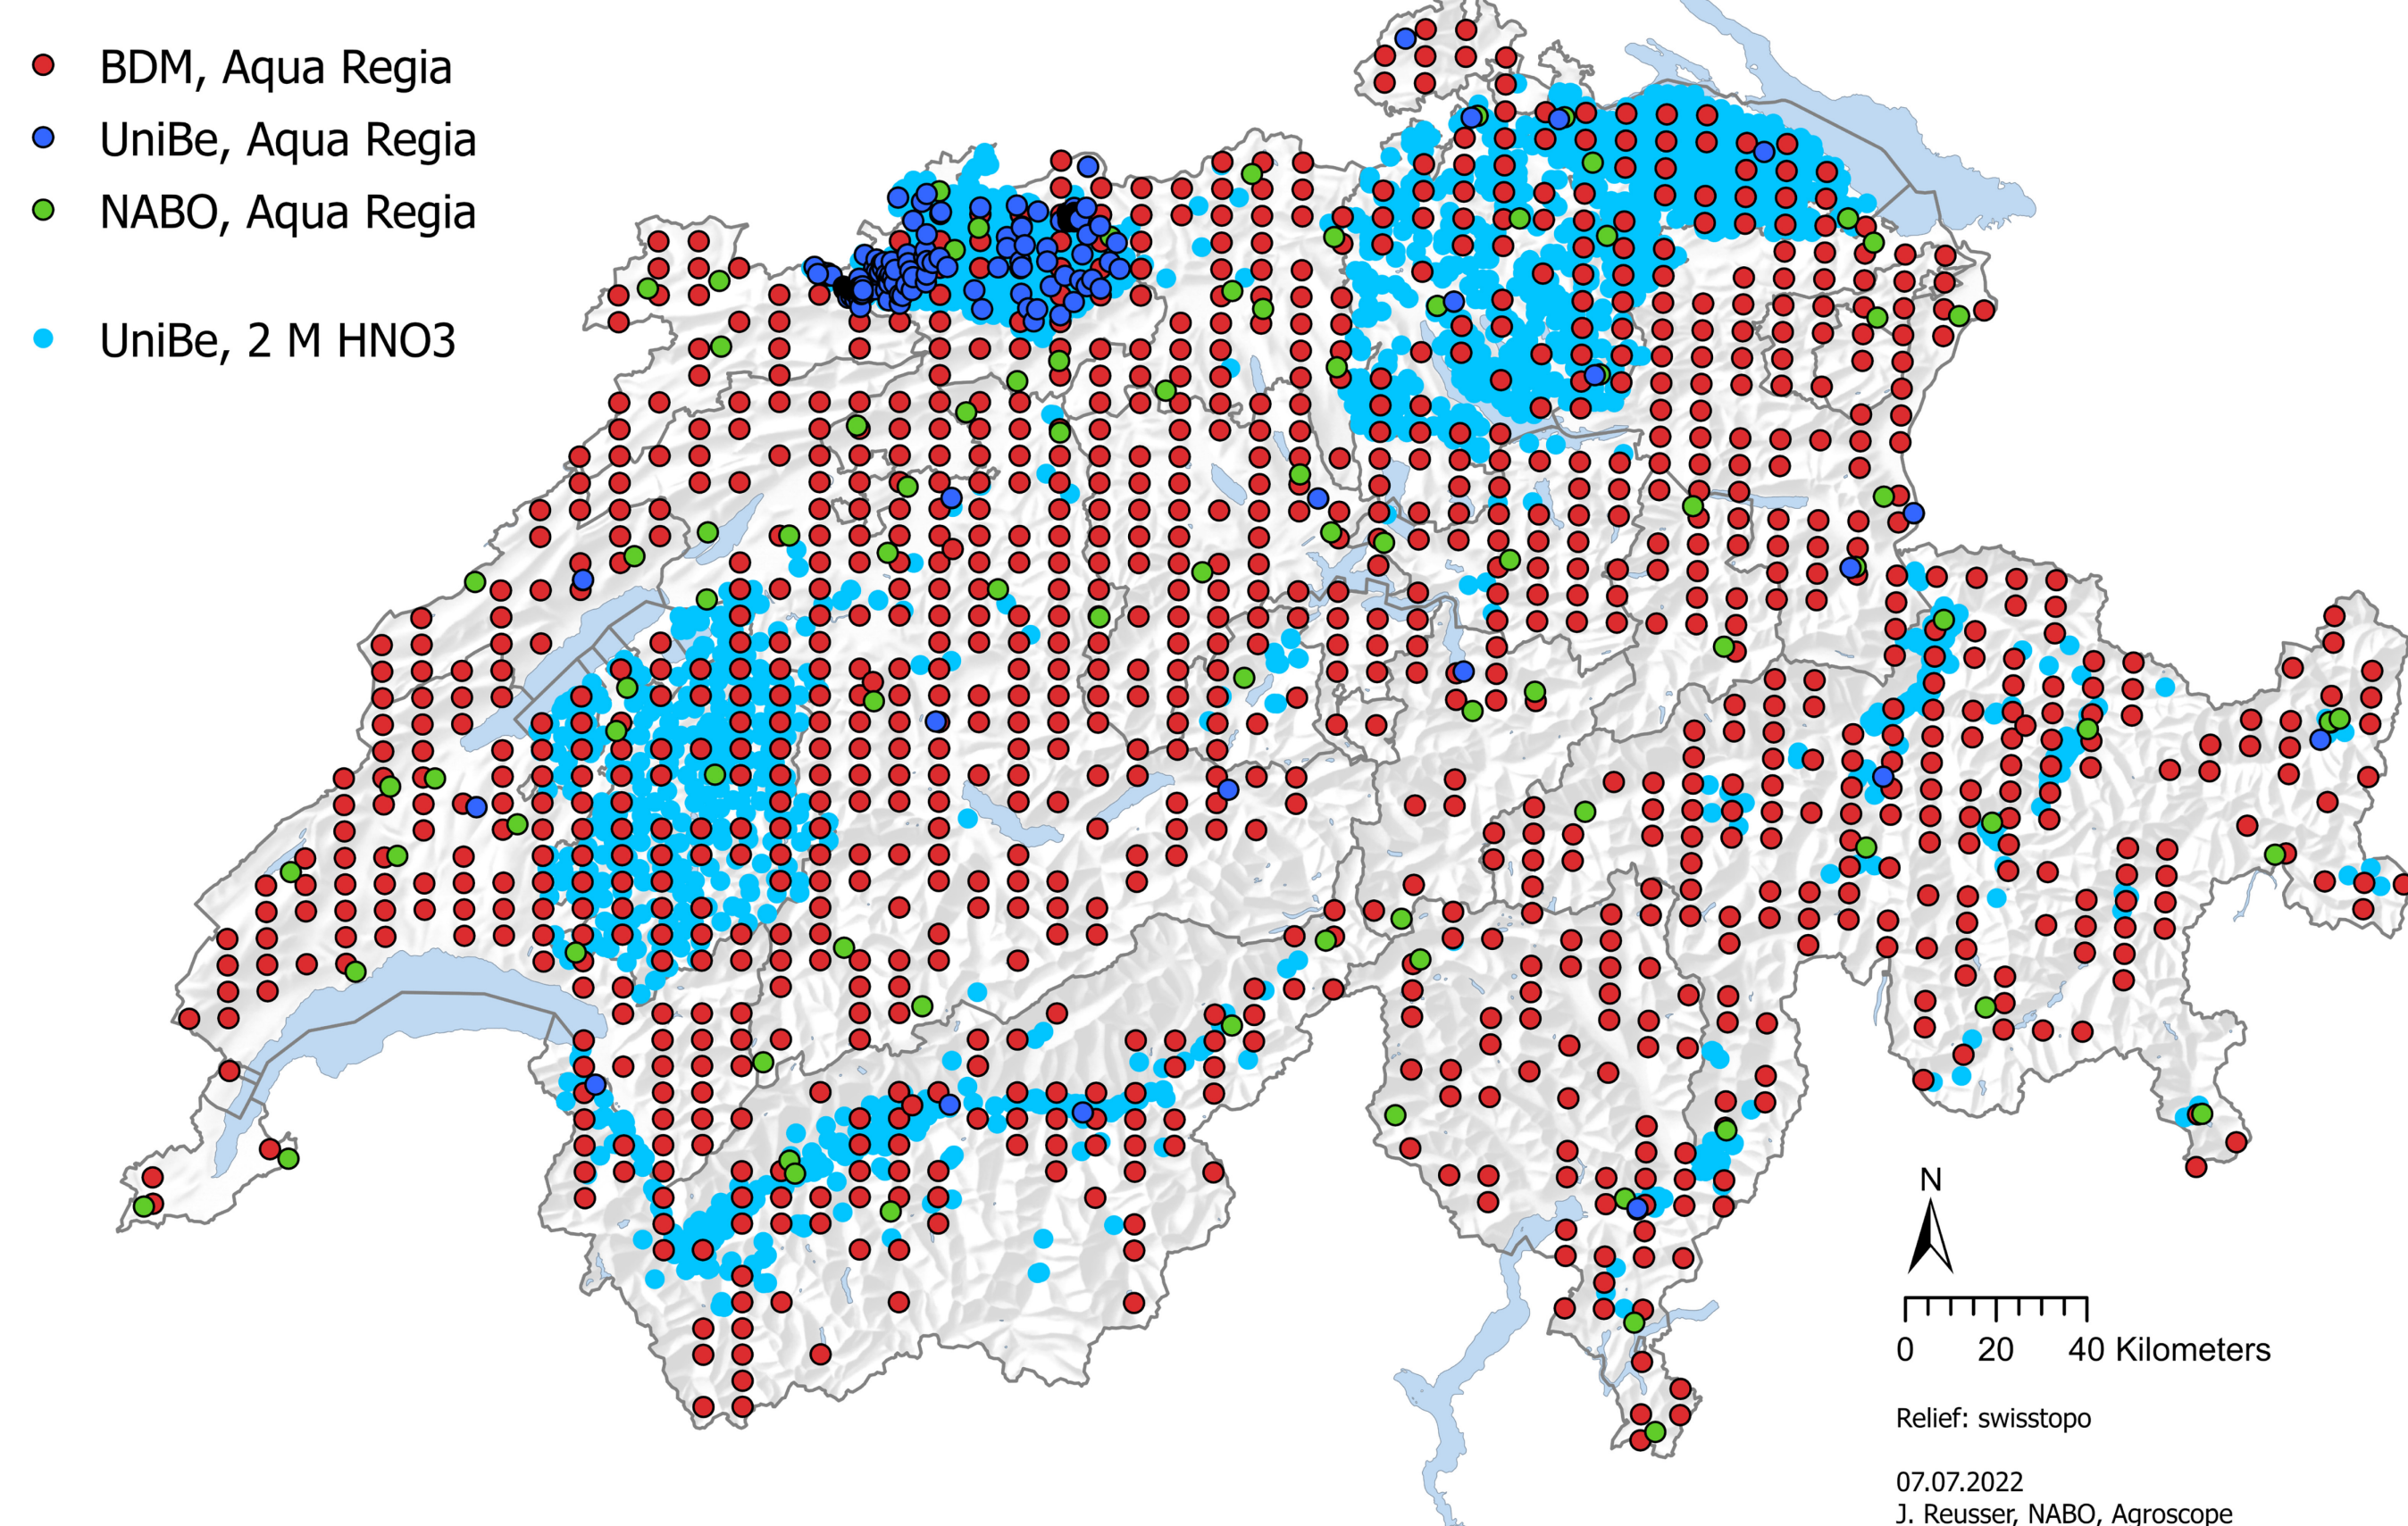 BDM, Aqua Regia
UniBe, Aqua Regia
NABO, Aqua Regia
UniBe, 2 M HNO3
N
0 20 40 Kilometers
Relief: swisstopo
07.07.2022
J. Reusser, NABO, Agroscope